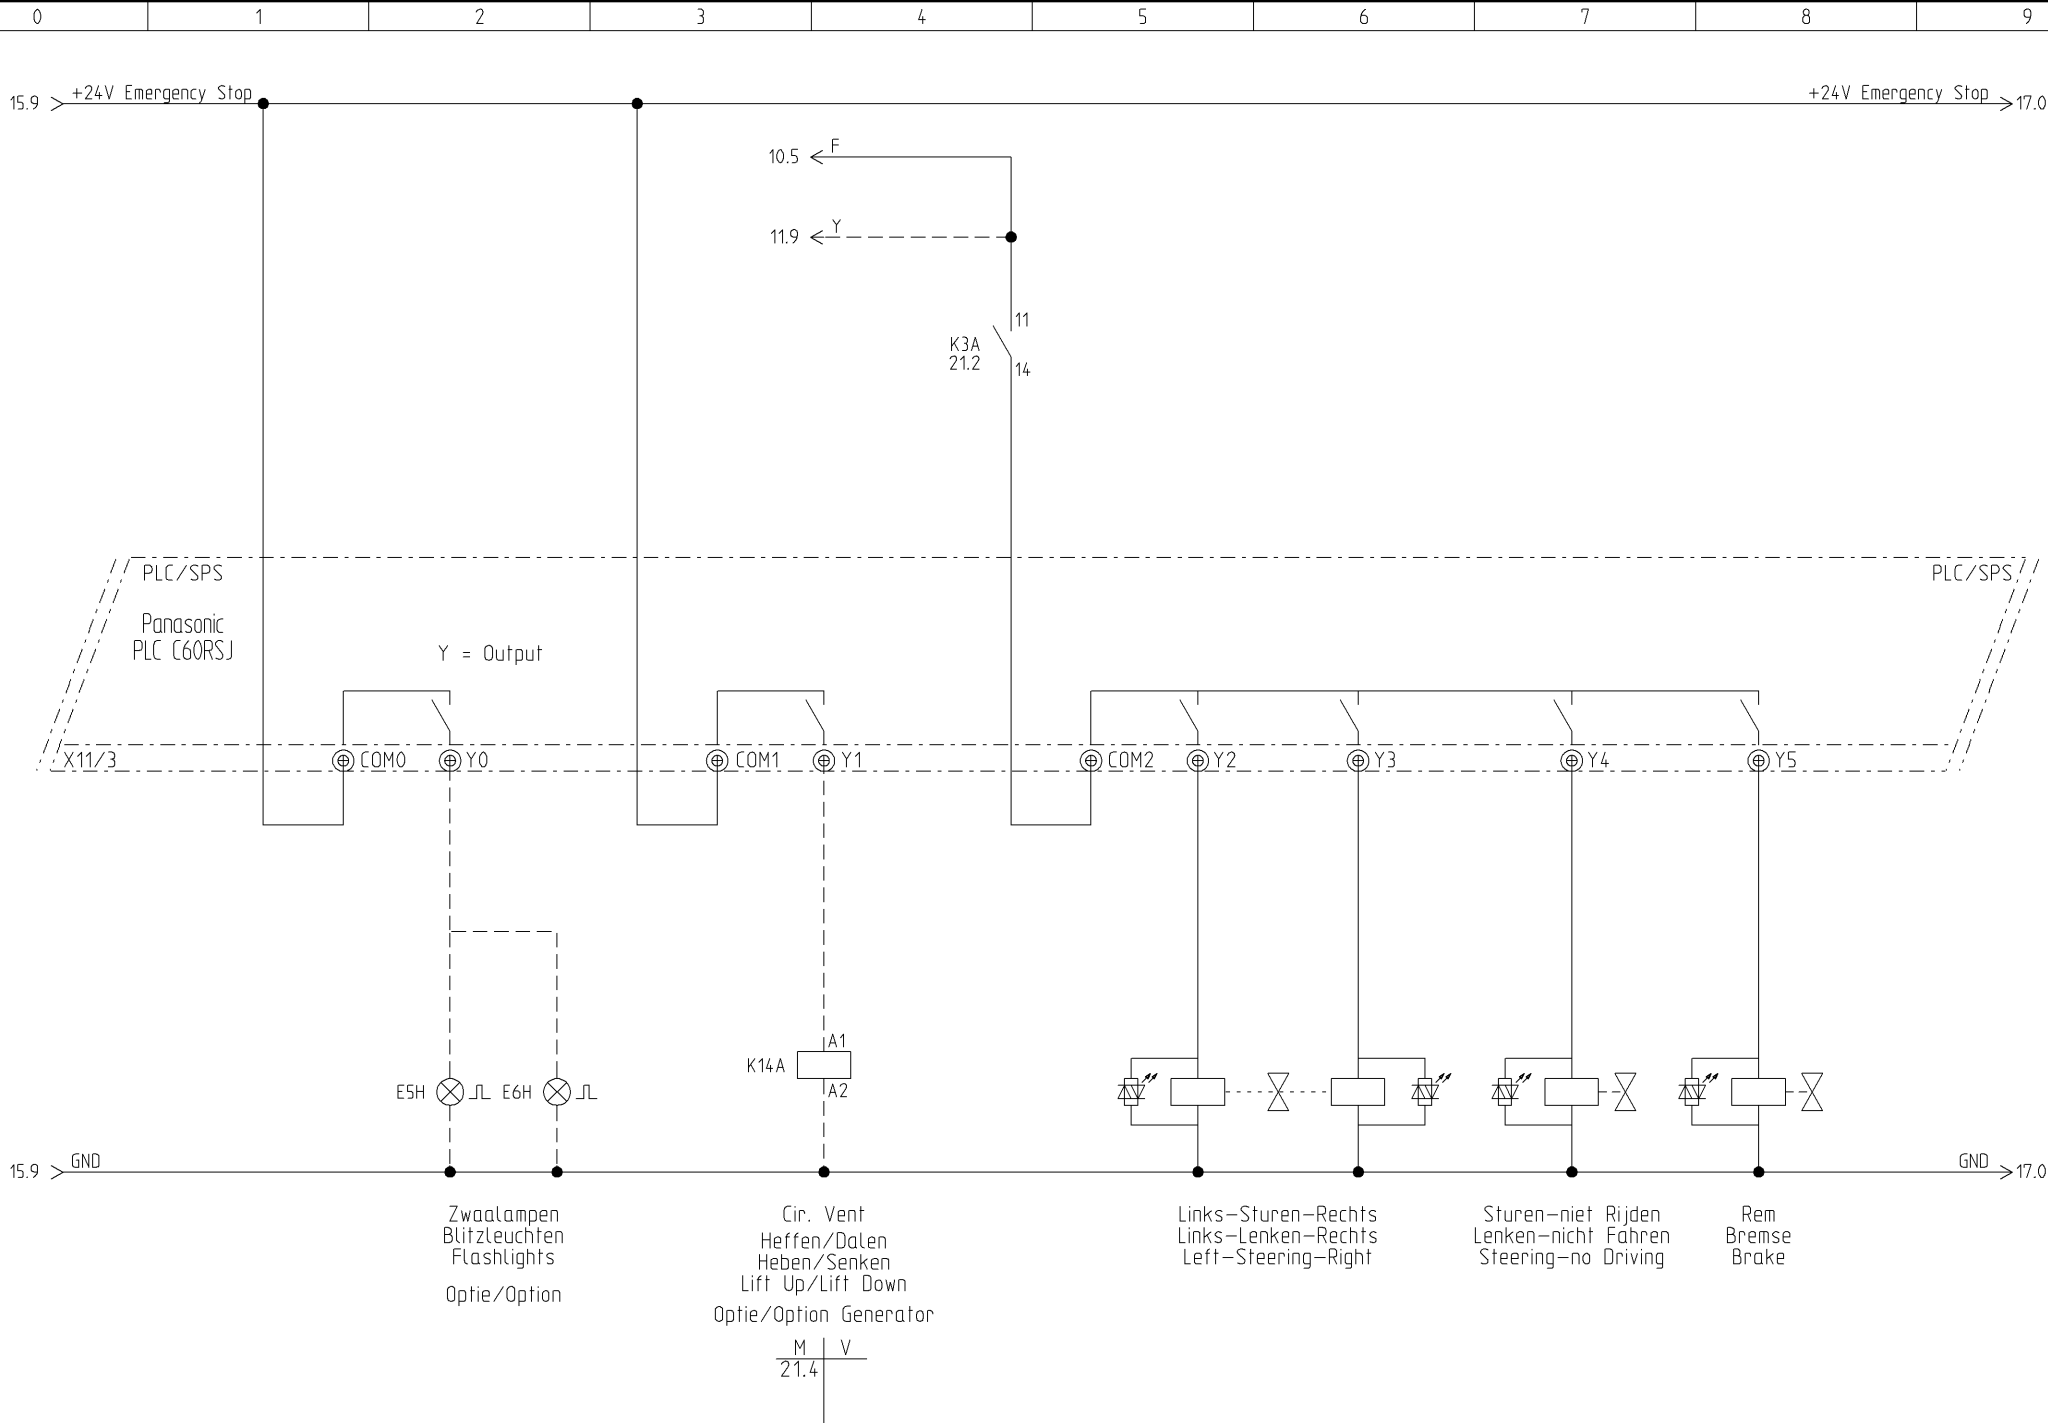 0 1 2 3 4 5 6 7 8 9
15.9 +24V Emergency Stop +24V Emergency Stop 17.0
10.5 F
11.9 Y
11
K3A
21.2
14
PLC/SPS PLC/SPS
Panasonic
PLC C60RSJ
Y = Output
X11/3 COM0 Y0 COM1 Y1 COM2 Y2 Y3 Y4 Y5
A1
K14A
A2
E5H E6H
15.9 GND GND 17.0
Zwaalampen
Blitzleuchten
Flashlights
Optie/Option
Cir. Vent
Heffen/Dalen
Heben/Senken
Lift Up/Lift Down
Optie/Option Generator
M V
21.4
Links-Sturen-Rechts
Links-Lenken-Rechts
Left-Steering-Right
Sturen-niet Rijden
Lenken-nicht Fahren
Steering-no Driving
Rem
Bremse
Brake